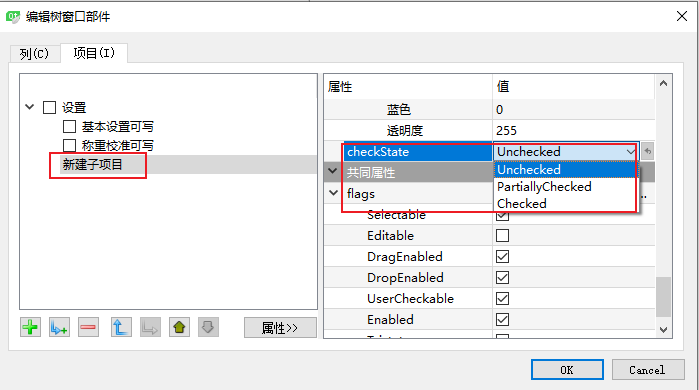 编辑树窗口部件
列(C)
项目(I)
设置
基本设置可写
称重校准可写
新建子项目
属性>>
属性 值
蓝色 0
透明度 255
checkState Unchecked
Unchecked
PartiallyChecked
Checked
共同属性
flags
Selectable
Editable
DragEnabled
DropEnabled
UserCheckable
Enabled
OK
Cancel